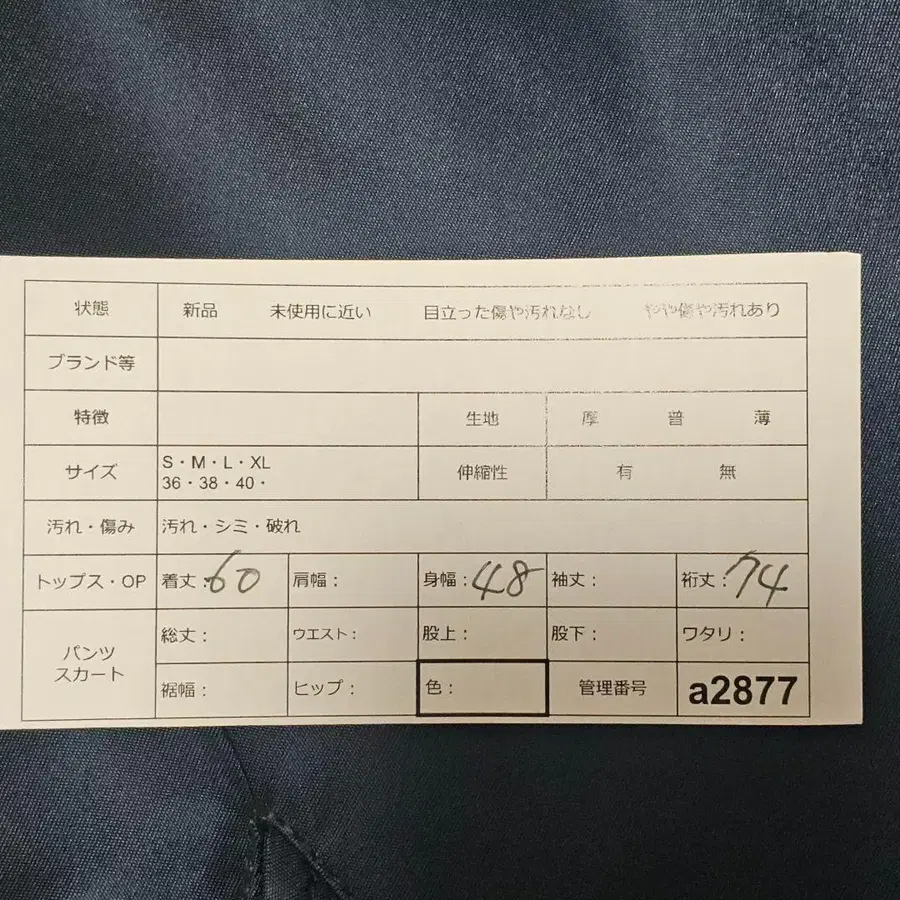 状態 新品 未使用に近い 目立った傷や汚れなし やや傷や汚れあり
ブランド等
特徴 生地 厚 普 薄
サイズ S・M・L・XL
36・38・40・
伸縮性 有 無
汚れ・傷み 汚れ・シミ・破れ
トップス・OP 着丈：60 肩幅： 身幅：48 袖丈： 裄丈：74
パンツ
スカート
総丈： ウエスト： 股上： 股下： ワタリ：
裾幅： ヒップ： 色： 管理番号 a2877